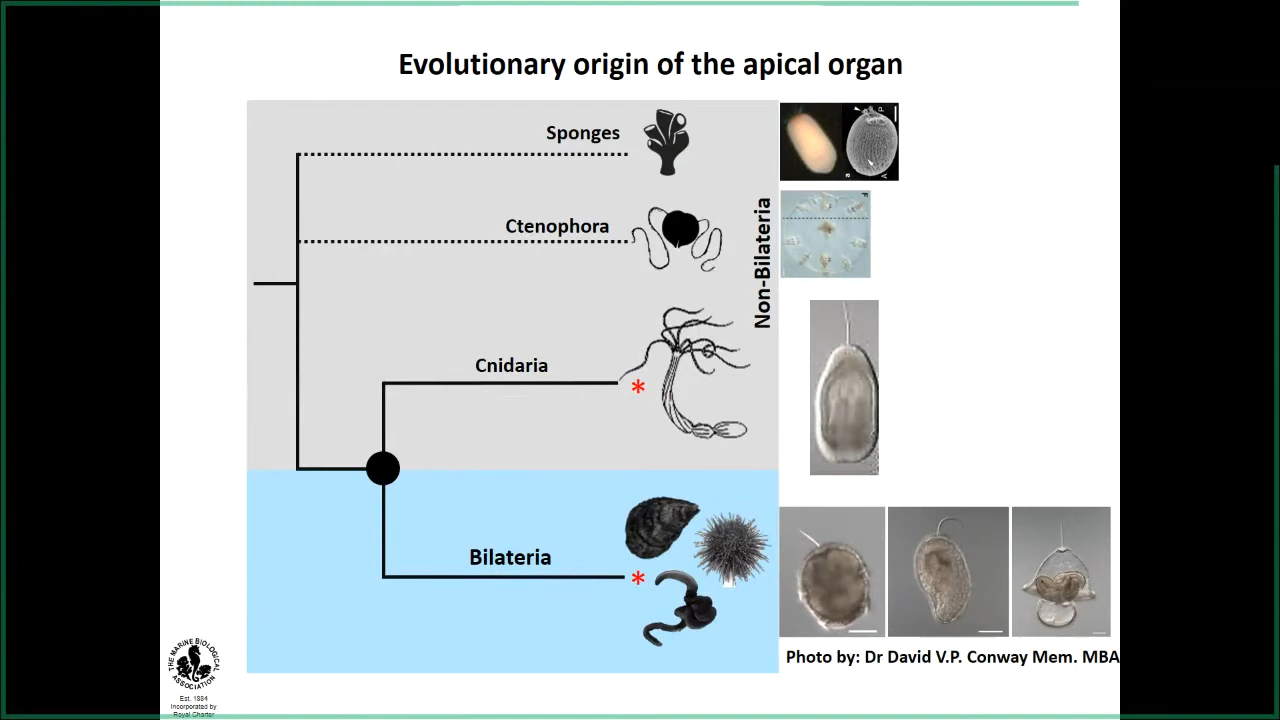 Evolutionary origin of the apical organ
Sponges
Ctenophora
Non-Bilateria
Cnidaria
*
Bilateria
*
P
a
A
F
Photo by: Dr David V.P. Conway Mem. MBA
THE MARINE BIOLOGICAL ASSOCIATION
Est. 1884
Incorporated by
Royal Charter